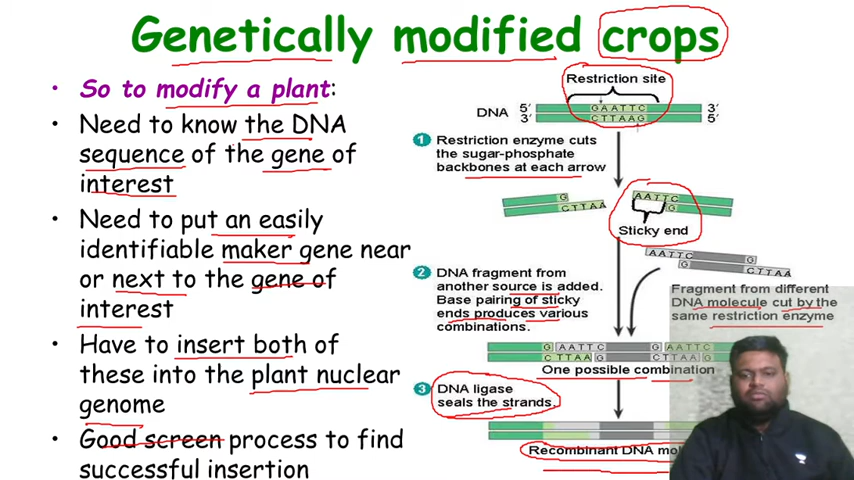 Genetically modified crops
• So to modify a plant:
• Need to know the DNA
sequence of the gene of
interest
• Need to put an easily
identifiable maker gene near
or next to the gene of
interest
• Have to insert both of
these into the plant nuclear
genome
• Good screen process to find
successful insertion
Restriction site
DNA 5' GAATTC 3'
3' CTTAAG 5'
1 Restriction enzyme cuts
the sugar-phosphate
backbones at each arrow
G AATTC
CTTAA G
Sticky end
AATTC G
G CTTAA
2 DNA fragment from
another source is added.
Base pairing of sticky
ends produces various
combinations.
Fragment from different
DNA molecule cut by the
same restriction enzyme
G AATTC G AATTC
CTTAA G CTTAA G
One possible combination
3 DNA ligase
seals the strands.
Recombinant DNA